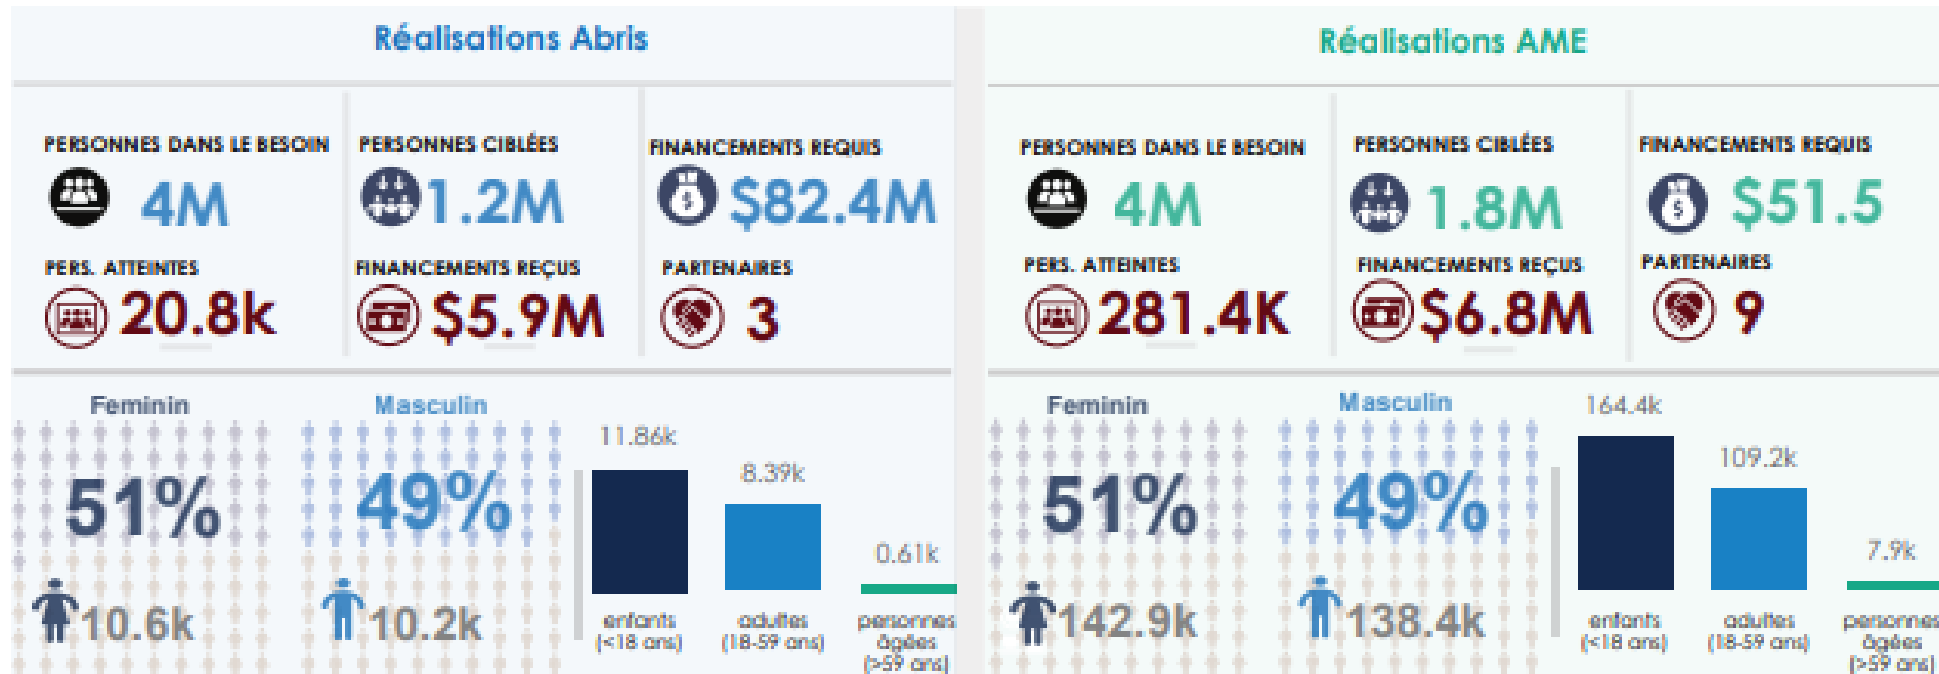 Réalisations Abris
PERSONNES DANS LE BESOIN
4M
PERSONNES CIBLÉES
1.2M
FINANCEMENTS REQUIS
$82.4M
PERS. ATTEINTES
20.8k
FINANCEMENTS REÇUS
$5.9M
PARTENAIRES
3
Feminin
51%
10.6k
Masculin
49%
10.2k
11.86k
enfants
(<18 ans)
8.39k
adultes
(18-59 ans)
0.61k
personnes
âgées
(>59 ans)
Réalisations AME
PERSONNES DANS LE BESOIN
4M
PERSONNES CIBLÉES
1.8M
FINANCEMENTS REQUIS
$51.5
PERS. ATTEINTES
281.4K
FINANCEMENTS REÇUS
$6.8M
PARTENAIRES
9
Feminin
51%
142.9k
Masculin
49%
138.4k
164.4k
enfants
(<18 ans)
109.2k
adultes
(18-59 ans)
7.9k
personnes
âgées
(>59 ans)